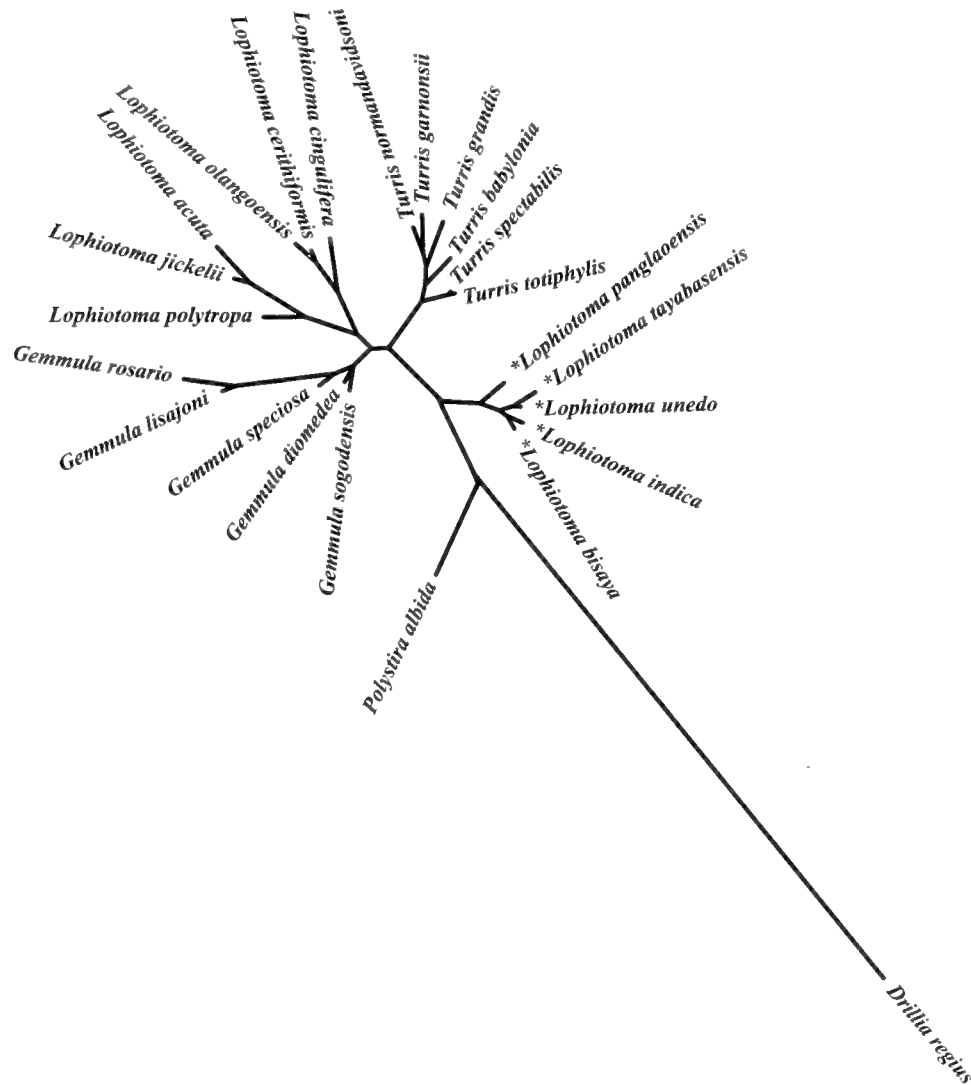 Lophiotoma cerithiformis
Lophiotoma cingulifera
Turris normandavidsoni
Turris garnonsii
Turris grandis
Turris babylonia
Turris spectabilis
Turris totiphylis
Lophiotoma olangoensis
Lophiotoma acuta
Lophiotoma jickelii
Lophiotoma polytropa
Gemmula rosario
Gemmula lisajoni
Gemmula speciosa
Gemmula diomedea
Gemmula sogodensis
*Lophiotoma panglaoensis
*Lophiotoma tayabasensis
*Lophiotoma unedo
*Lophiotoma indica
*Lophiotoma bisaya
Polystira albida
Drillia regius